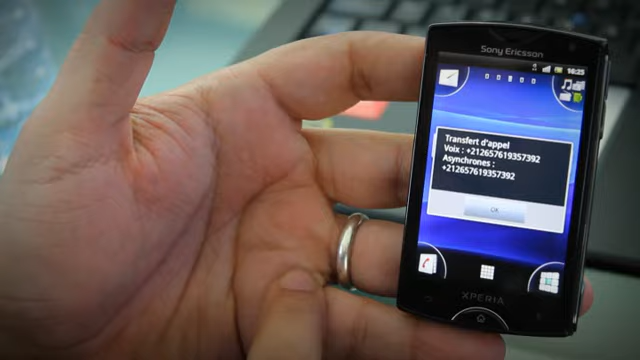 Sony Ericsson
16:25
Transfert d'appel
Voix : +212657619357392
Asynchrones :
+212657619357392
OK
XPERIA